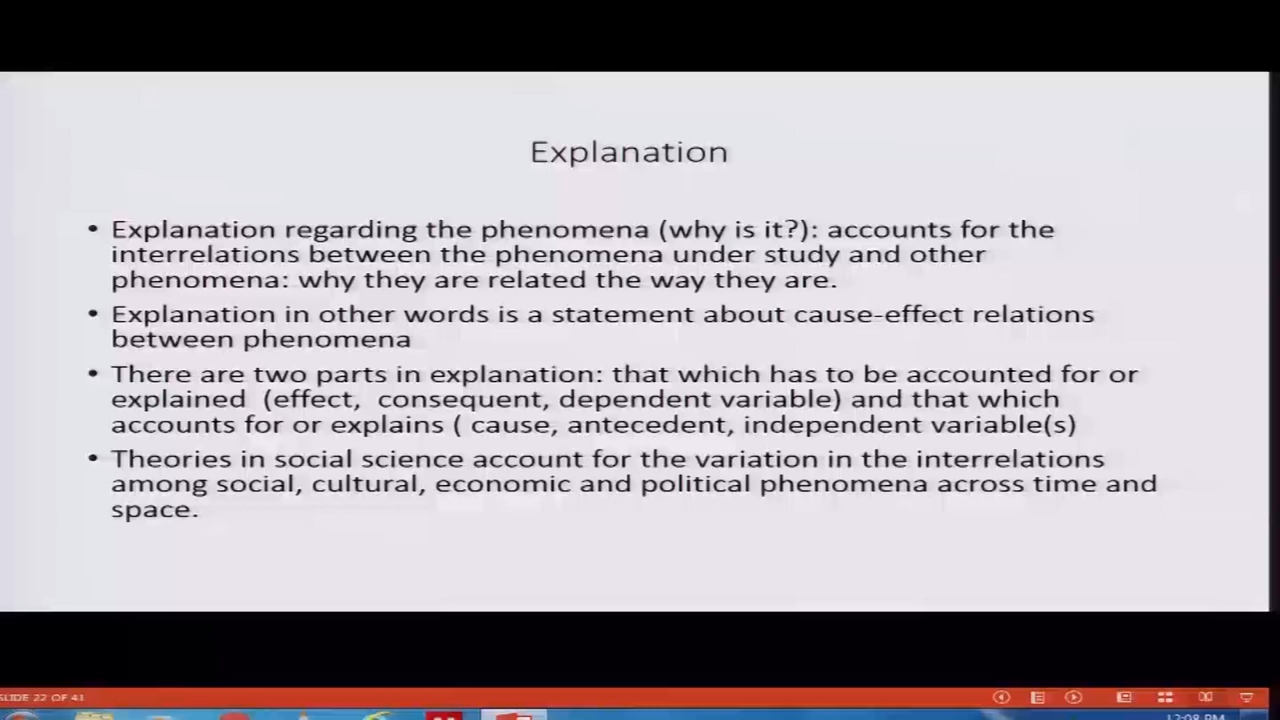 Explanation
• Explanation regarding the phenomena (why is it?): accounts for the
interrelations between the phenomena under study and other
phenomena: why they are related the way they are.
• Explanation in other words is a statement about cause-effect relations
between phenomena
• There are two parts in explanation: that which has to be accounted for or
explained (effect, consequent, dependent variable) and that which
accounts for or explains ( cause, antecedent, independent variable(s)
• Theories in social science account for the variation in the interrelations
among social, cultural, economic and political phenomena across time and
space.
SLIDE 22 OF 41
12:08 PM